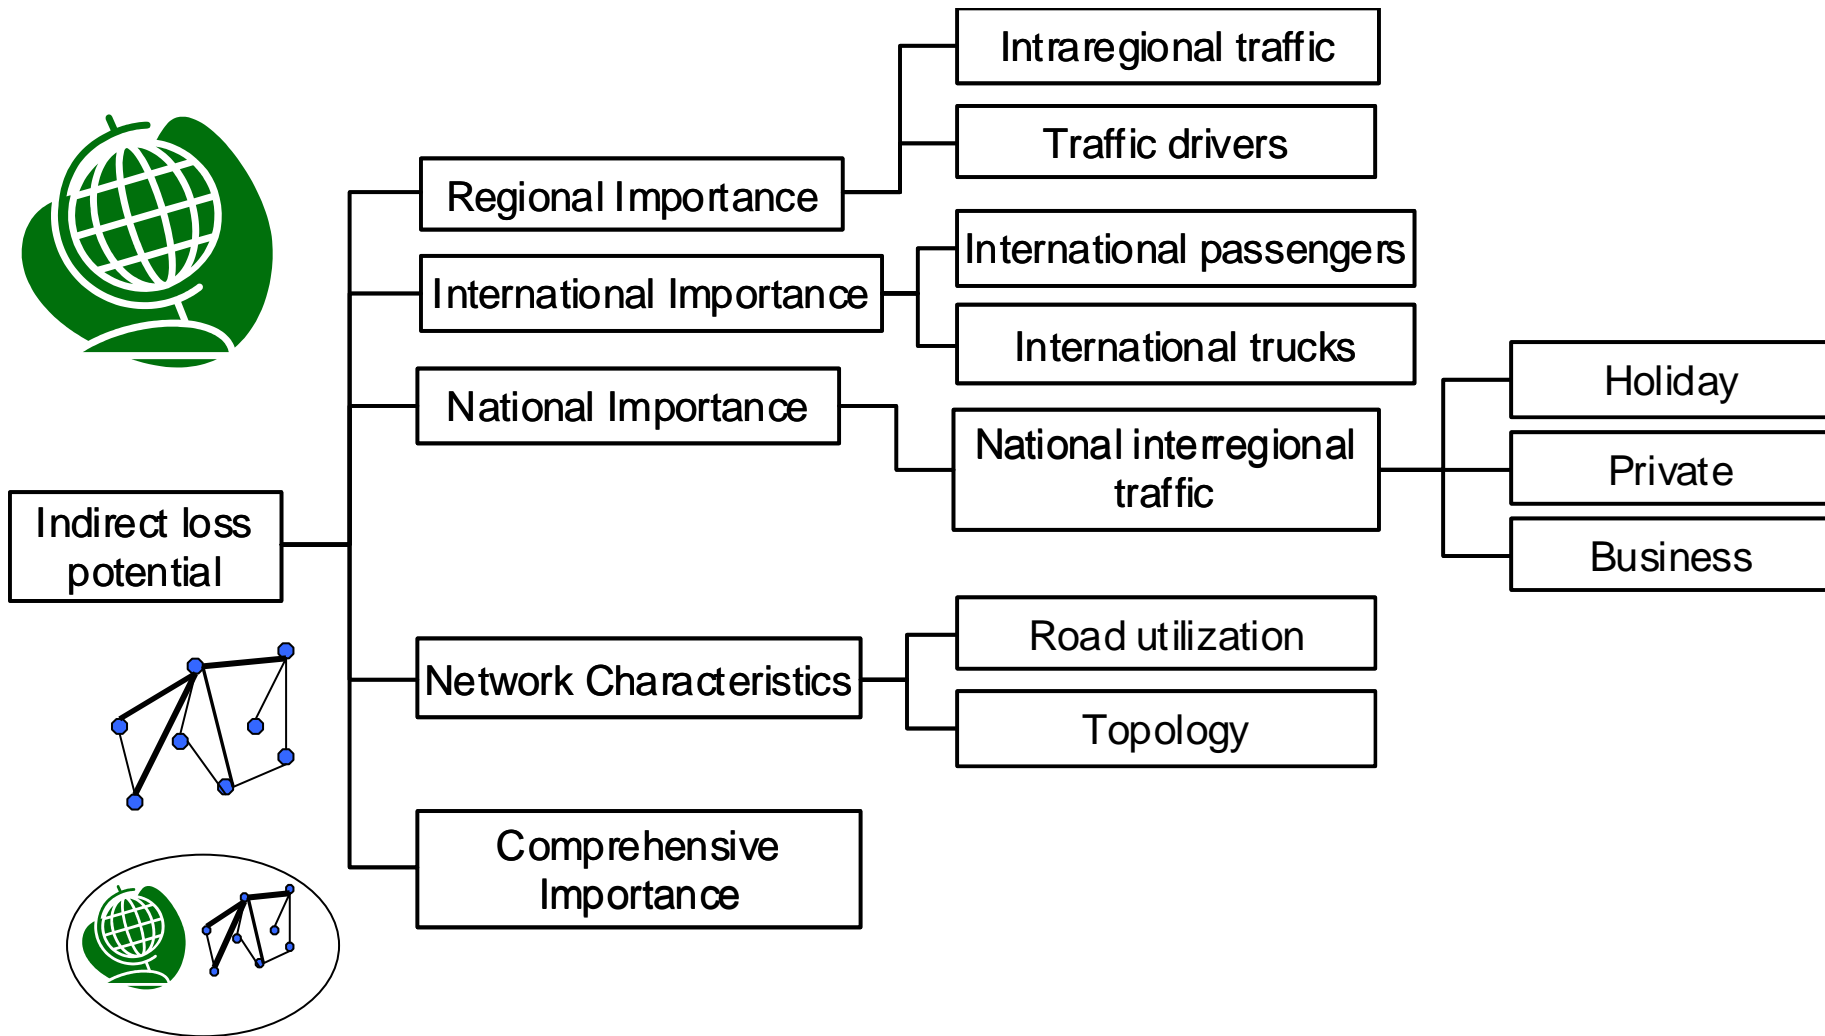 Indirect loss
potential
Regional Importance
Intraregional traffic
Traffic drivers
International Importance
International passengers
International trucks
National Importance
National interregional
traffic
Holiday
Private
Business
Network Characteristics
Road utilization
Topology
Comprehensive
Importance